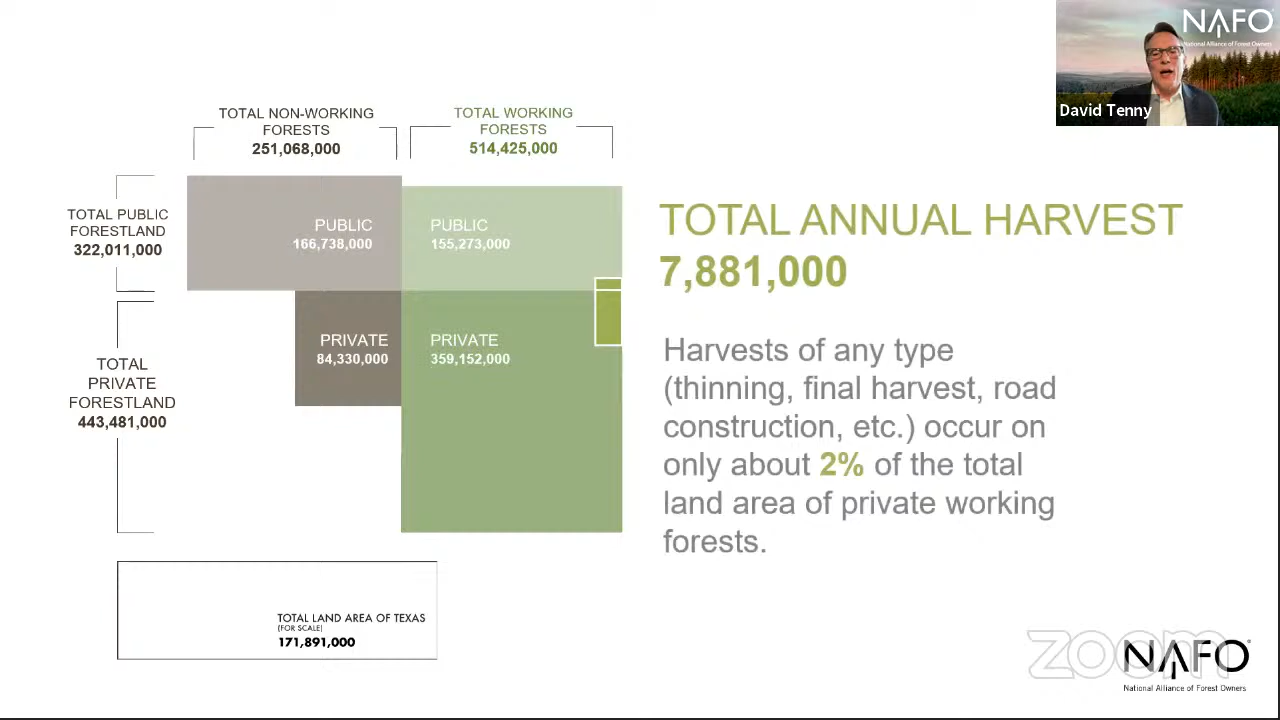 NAFO
National Alliance of Forest Owners
David Tenny
TOTAL NON-WORKING
FORESTS
251,068,000
TOTAL WORKING
FORESTS
514,425,000
TOTAL PUBLIC
FORESTLAND
322,011,000
PUBLIC
166,738,000
PUBLIC
155,273,000
TOTAL
PRIVATE
FORESTLAND
443,481,000
PRIVATE
84,330,000
PRIVATE
359,152,000
TOTAL LAND AREA OF TEXAS
(FOR SCALE)
171,891,000
TOTAL ANNUAL HARVEST
7,881,000
Harvests of any type
(thinning, final harvest, road
construction, etc.) occur on
only about 2% of the total
land area of private working
forests.
zoom
NAFO®
National Alliance of Forest Owners